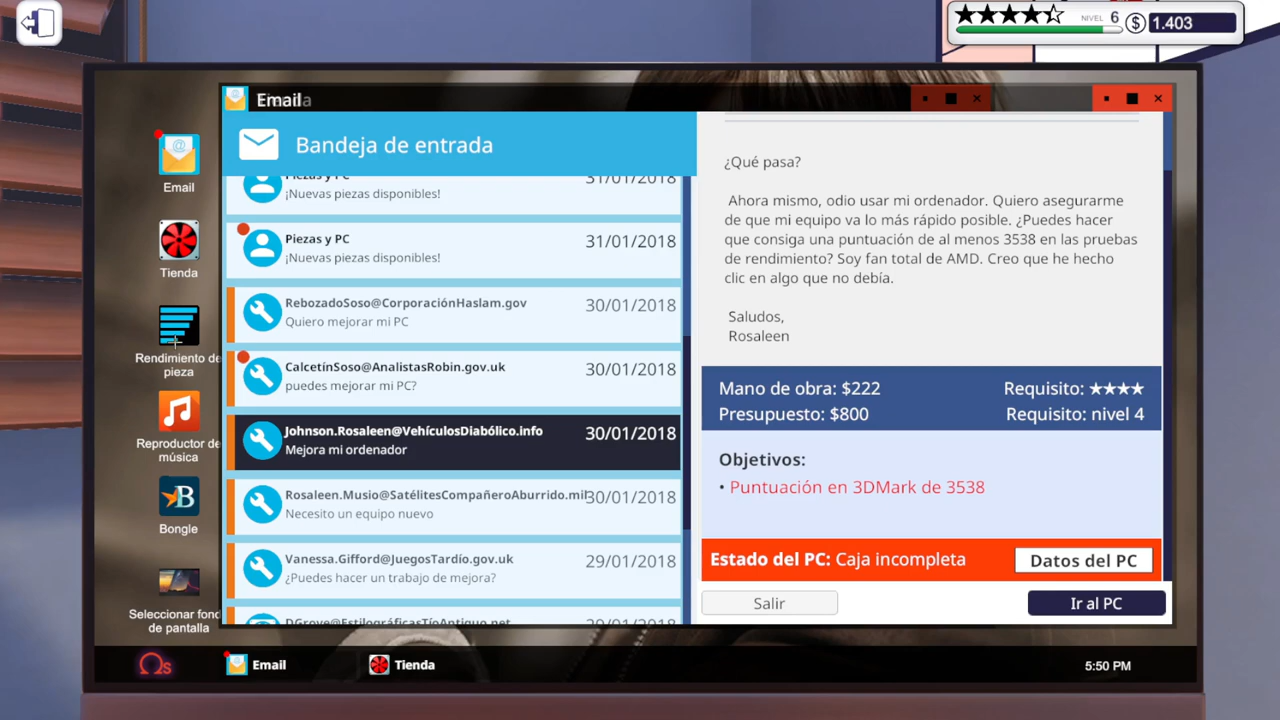 NIVEL 6 $ 1.403
Email
Bandeja de entrada
Piezas y PC 31/01/2018
¡Nuevas piezas disponibles!
Piezas y PC 31/01/2018
¡Nuevas piezas disponibles!
RebozadoSoso@CorporaciónHaslam.gov 30/01/2018
Quiero mejorar mi PC
CalcetínSoso@AnalistasRobin.gov.uk 30/01/2018
puedes mejorar mi PC?
Johnson.Rosaleen@VehículosDiabólico.info 30/01/2018
Mejora mi ordenador
Rosaleen.Musio@SatélitesCompañeroAburrido.mil 30/01/2018
Necesito un equipo nuevo
Vanessa.Gifford@JuegosTardío.gov.uk 29/01/2018
¿Puedes hacer un trabajo de mejora?
DGrove@EstilográficasTíoAntiguo.net 29/01/2018
¿Qué pasa?
Ahora mismo, odio usar mi ordenador. Quiero asegurarme
de que mi equipo va lo más rápido posible. ¿Puedes hacer
que consiga una puntuación de al menos 3538 en las pruebas
de rendimiento? Soy fan total de AMD. Creo que he hecho
clic en algo que no debía.
Saludos,
Rosaleen
Mano de obra: $222 Requisito: ★★★★
Presupuesto: $800 Requisito: nivel 4
Objetivos:
• Puntuación en 3DMark de 3538
Estado del PC: Caja incompleta Datos del PC
Salir Ir al PC
Email
Tienda
Rendimiento de
pieza
Reproductor de
música
B
Bongle
Seleccionar fond
de pantalla
Ωs Email Tienda 5:50 PM